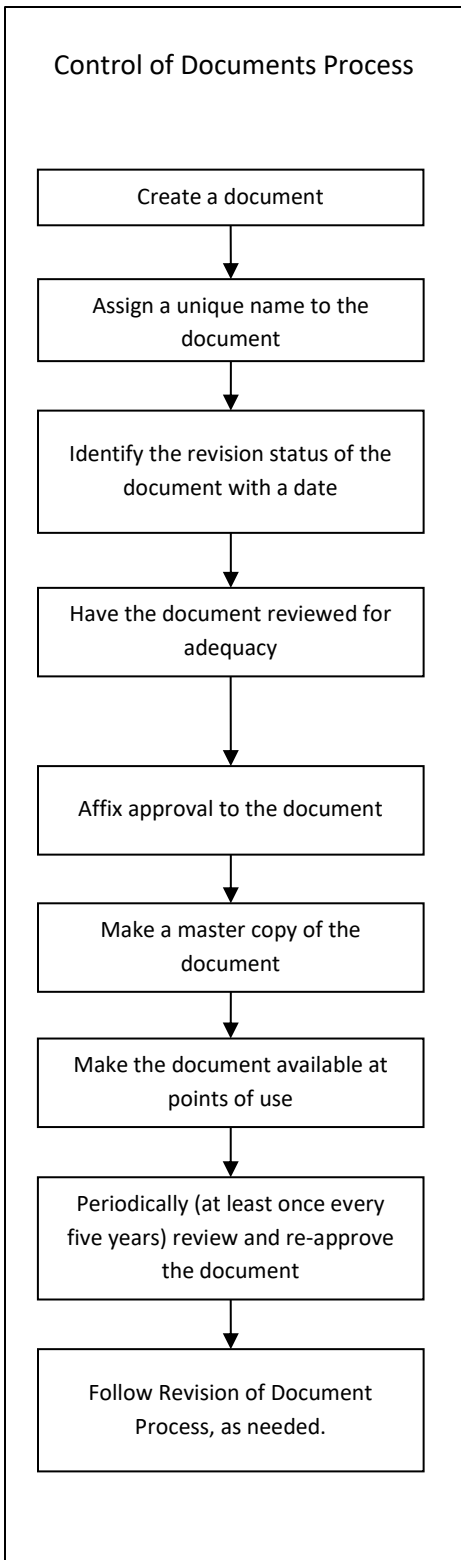 Control of Documents Process
Create a document
Assign a unique name to the
document
Identify the revision status of the
document with a date
Have the document reviewed for
adequacy
Affix approval to the document
Make a master copy of the
document
Make the document available at
points of use
Periodically (at least once every
five years) review and re-approve
the document
Follow Revision of Document
Process, as needed.